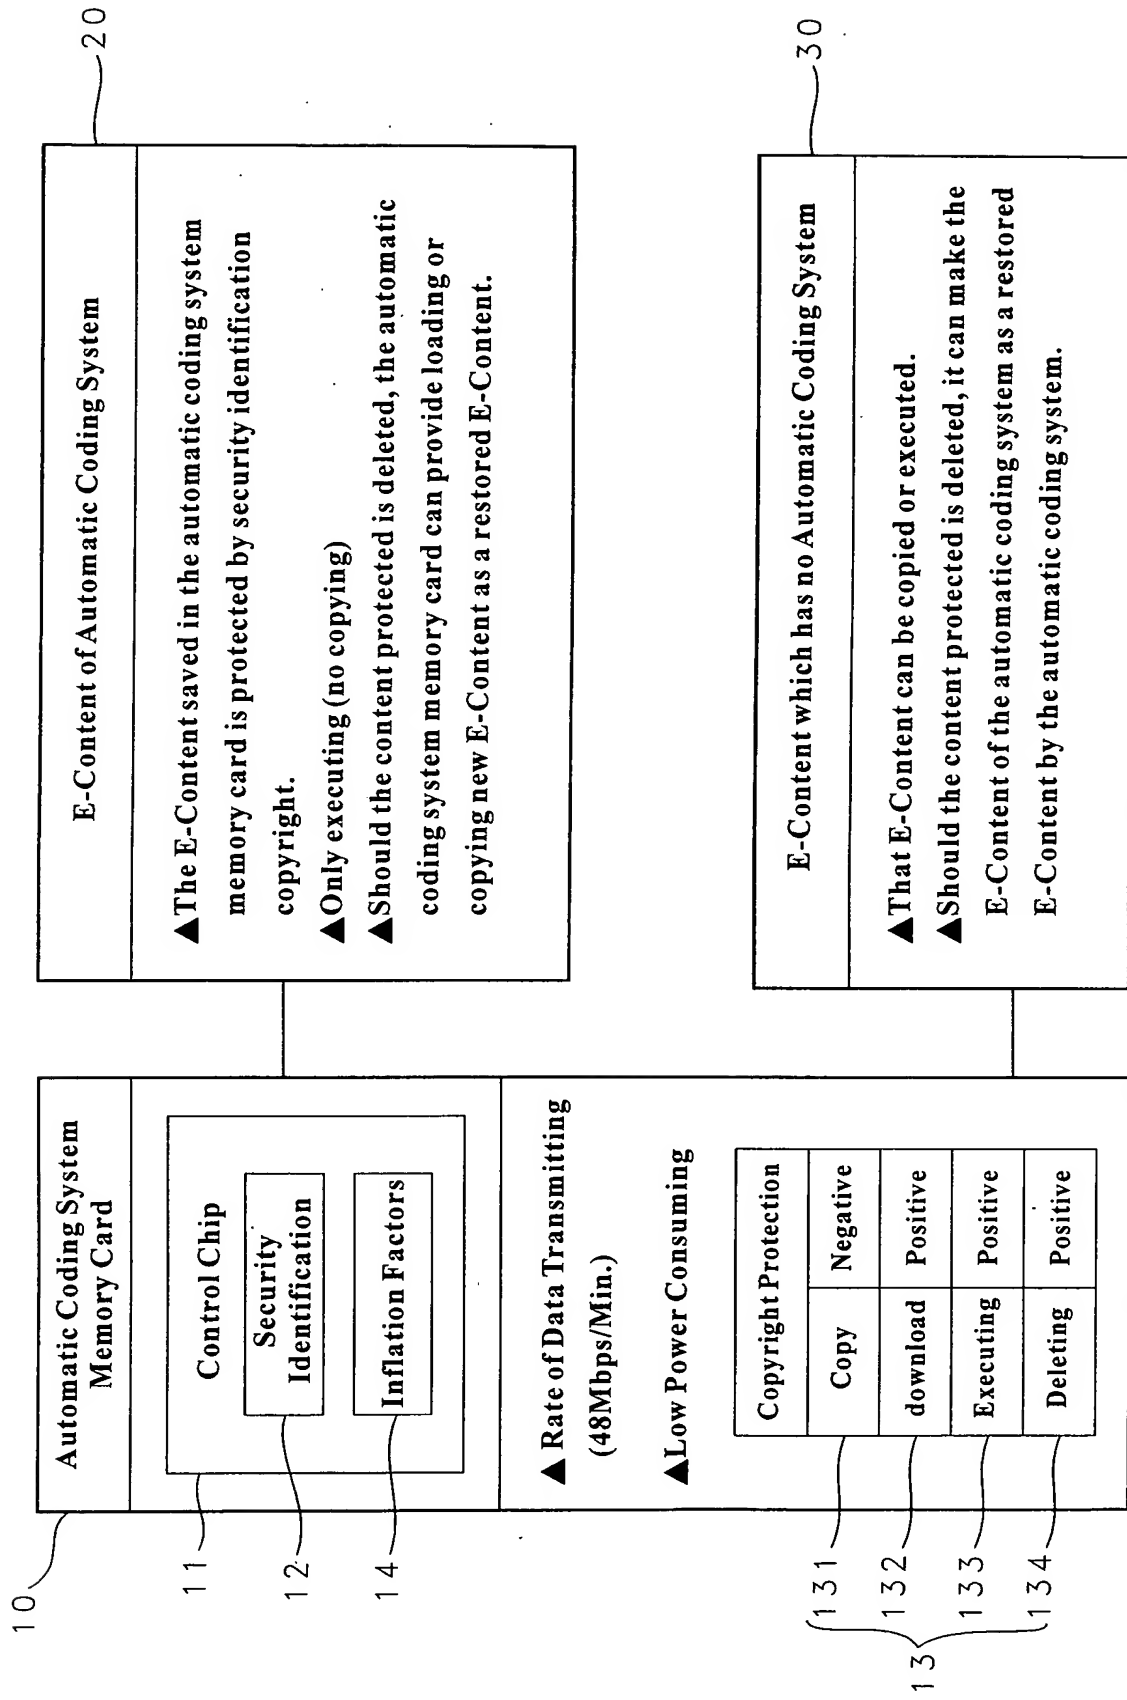 10
Automatic Coding System
Memory Card
11
Control Chip
12
Security
Identification
14
Inflation Factors
▲ Rate of Data Transmitting
(48Mbps/Min.)
▲Low Power Consuming
13
Copyright Protection
131
Copy Negative
132
download Positive
133
Executing Positive
134
Deleting Positive
20
E-Content of Automatic Coding System
▲The E-Content saved in the automatic coding system
memory card is protected by security identification
copyright.
▲Only executing (no copying)
▲Should the content protected is deleted, the automatic
coding system memory card can provide loading or
copying new E-Content as a restored E-Content.
30
E-Content which has no Automatic Coding System
▲That E-Content can be copied or executed.
▲Should the content protected is deleted, it can make the
E-Content of the automatic coding system as a restored
E-Content by the automatic coding system.